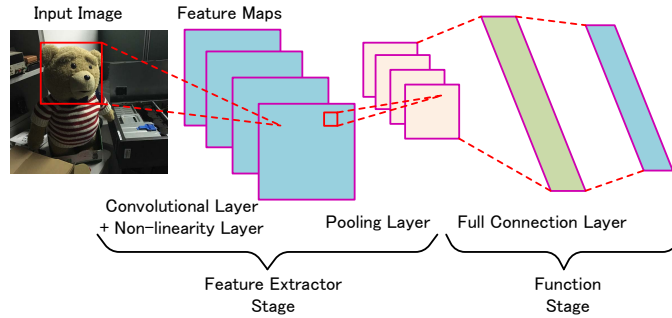 Input Image
Feature Maps
Convolutional Layer
+ Non-linearity Layer
Pooling Layer
Full Connection Layer
Feature Extractor
Stage
Function
Stage